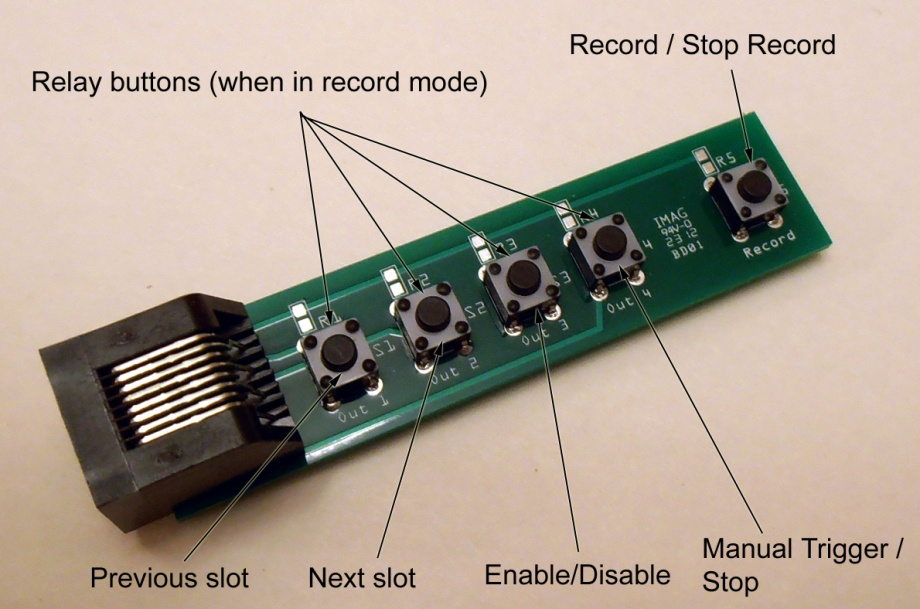 Record / Stop Record
Relay buttons (when in record mode)
R5
IMAG
94V-0
23 12
BD01
Record
4
Out 4
R2
S3
Out 3
R1
S2
Out 2
S1
Out 1
Previous slot
Next slot
Enable/Disable
Manual Trigger /
Stop